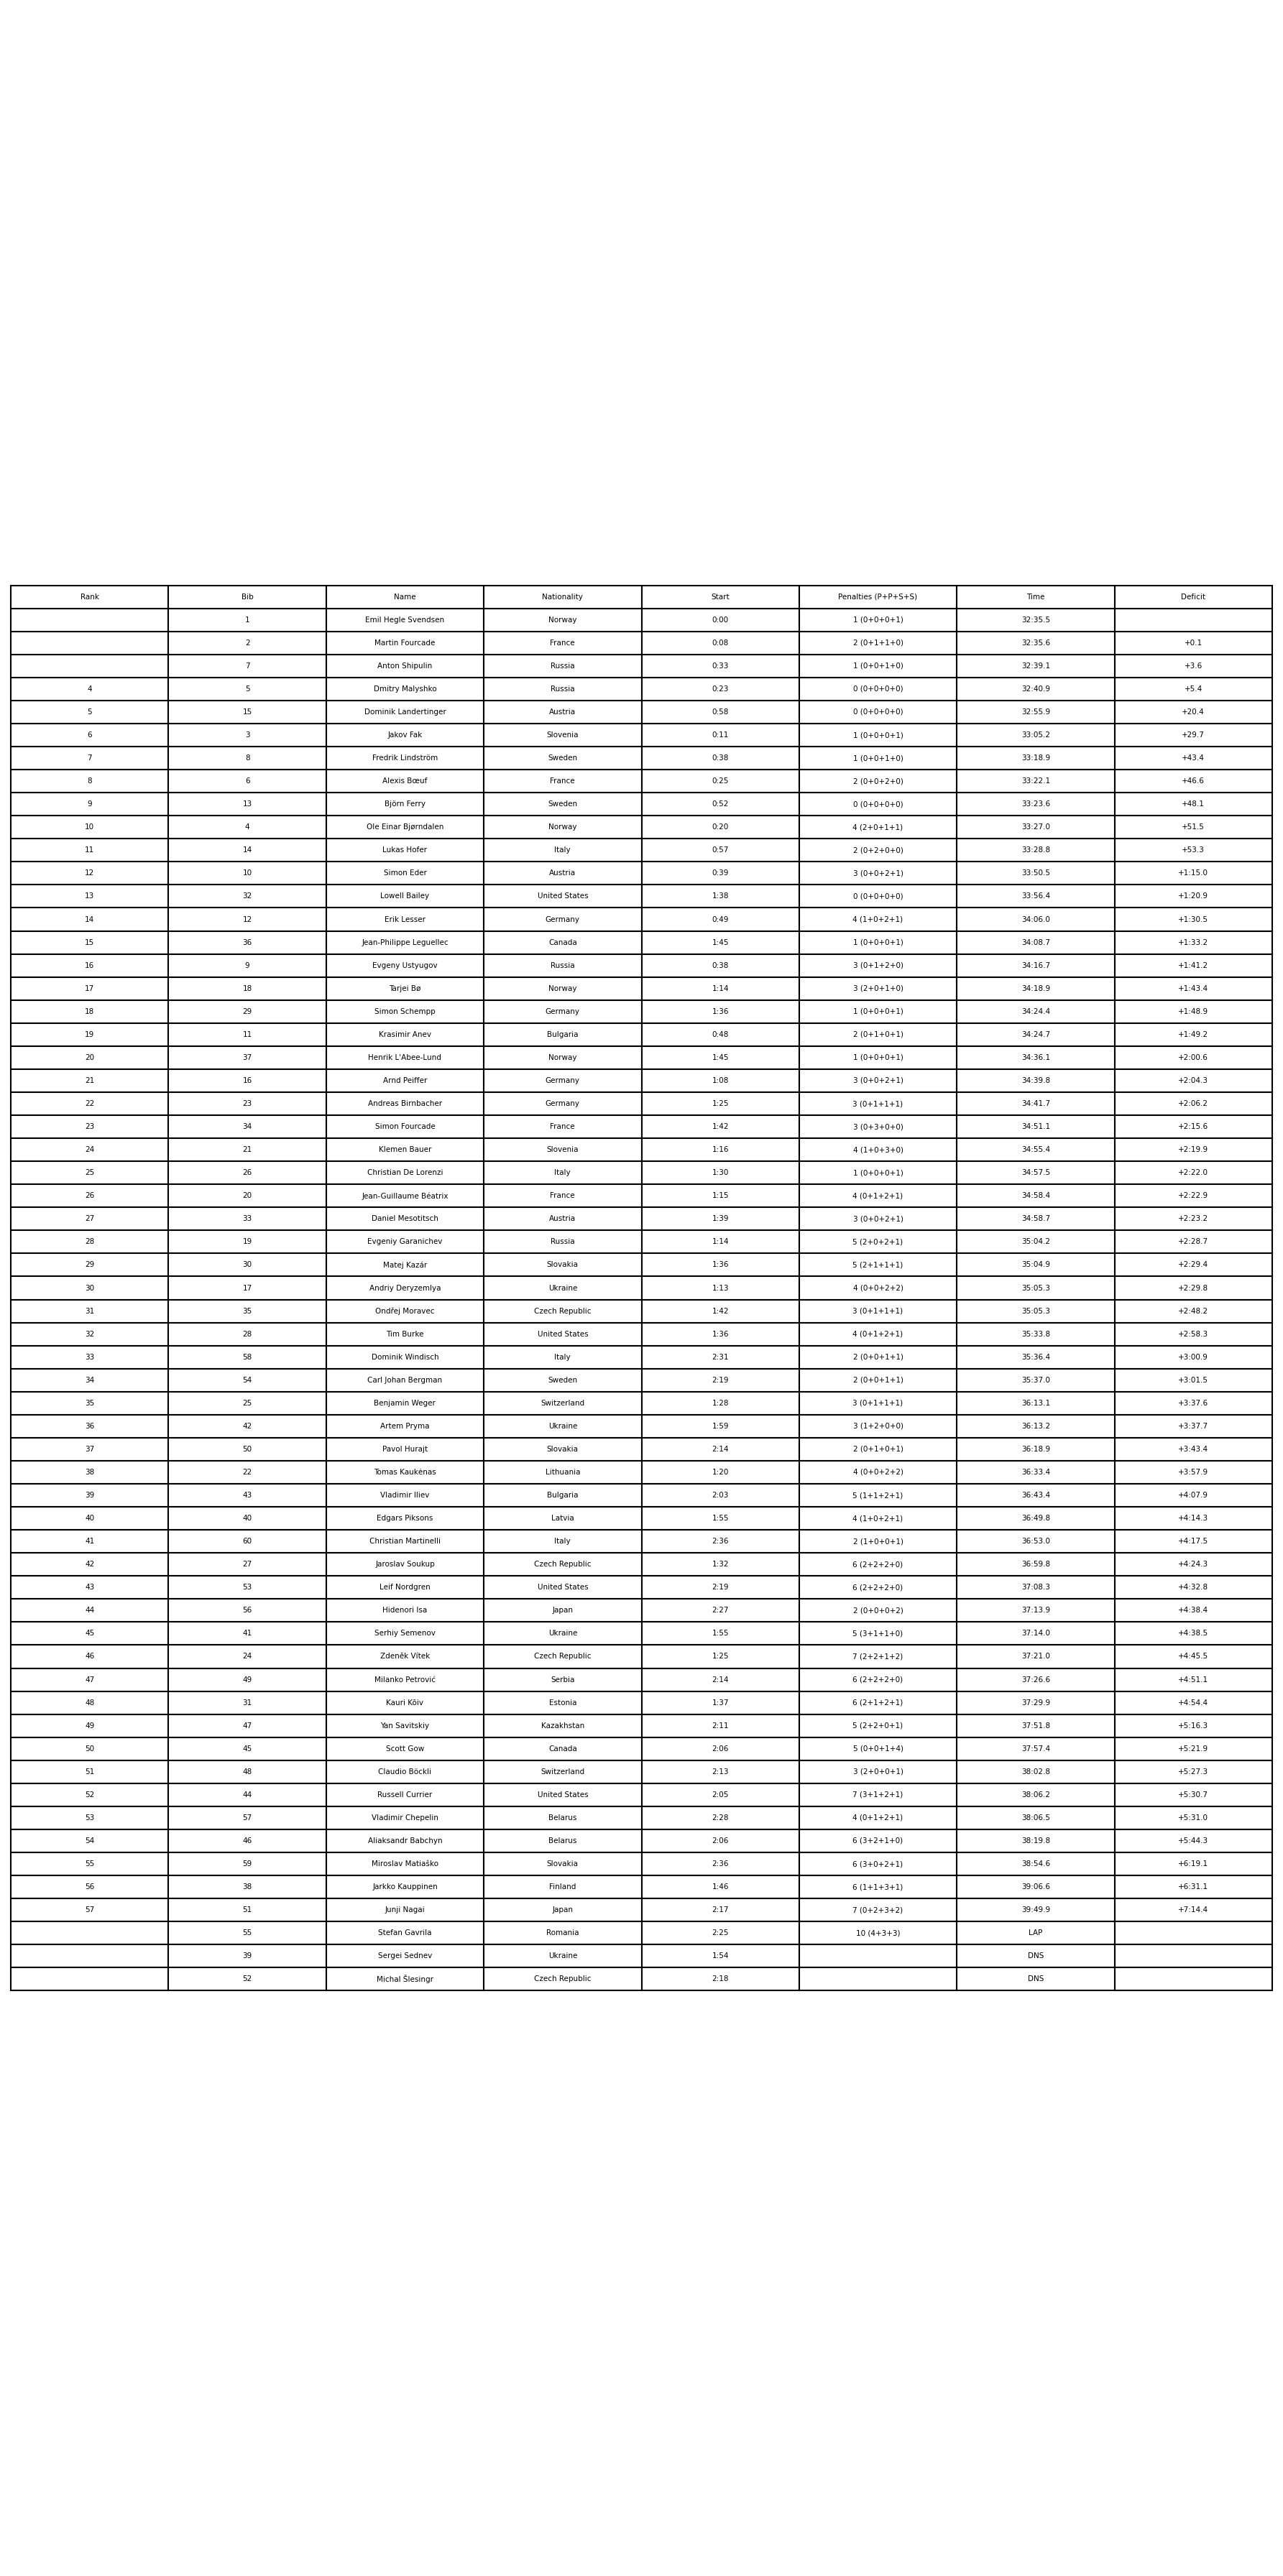 Rank Bib Name Nationality Start Penalties (P+P+S+S) Time Deficit
1 Emil Hegle Svendsen Norway 0:00 1 (0+0+0+1) 32:35.5
2 Martin Fourcade France 0:08 2 (0+1+1+0) 32:35.6 +0.1
7 Anton Shipulin Russia 0:33 1 (0+0+1+0) 32:39.1 +3.6
4 5 Dmitry Malyshko Russia 0:23 0 (0+0+0+0) 32:40.9 +5.4
5 15 Dominik Landertinger Austria 0:58 0 (0+0+0+0) 32:55.9 +20.4
6 3 Jakov Fak Slovenia 0:11 1 (0+0+0+1) 33:05.2 +29.7
7 8 Fredrik Lindström Sweden 0:38 1 (0+0+1+0) 33:18.9 +43.4
8 6 Alexis Bœuf France 0:25 2 (0+0+2+0) 33:22.1 +46.6
9 13 Björn Ferry Sweden 0:52 0 (0+0+0+0) 33:23.6 +48.1
10 4 Ole Einar Bjørndalen Norway 0:20 4 (2+0+1+1) 33:27.0 +51.5
11 14 Lukas Hofer Italy 0:57 2 (0+2+0+0) 33:28.8 +53.3
12 10 Simon Eder Austria 0:39 3 (0+0+2+1) 33:50.5 +1:15.0
13 32 Lowell Bailey United States 1:38 0 (0+0+0+0) 33:56.4 +1:20.9
14 12 Erik Lesser Germany 0:49 4 (1+0+2+1) 34:06.0 +1:30.5
15 36 Jean-Philippe Leguellec Canada 1:45 1 (0+0+0+1) 34:08.7 +1:33.2
16 9 Evgeny Ustyugov Russia 0:38 3 (0+1+2+0) 34:16.7 +1:41.2
17 18 Tarjei Bø Norway 1:14 3 (2+0+1+0) 34:18.9 +1:43.4
18 29 Simon Schempp Germany 1:36 1 (0+0+0+1) 34:24.4 +1:48.9
19 11 Krasimir Anev Bulgaria 0:48 2 (0+1+0+1) 34:24.7 +1:49.2
20 37 Henrik L'Abee-Lund Norway 1:45 1 (0+0+0+1) 34:36.1 +2:00.6
21 16 Arnd Peiffer Germany 1:08 3 (0+0+2+1) 34:39.8 +2:04.3
22 23 Andreas Birnbacher Germany 1:25 3 (0+1+1+1) 34:41.7 +2:06.2
23 34 Simon Fourcade France 1:42 3 (0+3+0+0) 34:51.1 +2:15.6
24 21 Klemen Bauer Slovenia 1:16 4 (1+0+3+0) 34:55.4 +2:19.9
25 26 Christian De Lorenzi Italy 1:30 1 (0+0+0+1) 34:57.5 +2:22.0
26 20 Jean-Guillaume Béatrix France 1:15 4 (0+1+2+1) 34:58.4 +2:22.9
27 33 Daniel Mesotitsch Austria 1:39 3 (0+0+2+1) 34:58.7 +2:23.2
28 19 Evgeniy Garanichev Russia 1:14 5 (2+0+2+1) 35:04.2 +2:28.7
29 30 Matej Kazár Slovakia 1:36 5 (2+1+1+1) 35:04.9 +2:29.4
30 17 Andriy Deryzemlya Ukraine 1:13 4 (0+0+2+2) 35:05.3 +2:29.8
31 35 Ondřej Moravec Czech Republic 1:42 3 (0+1+1+1) 35:05.3 +2:48.2
32 28 Tim Burke United States 1:36 4 (0+1+2+1) 35:33.8 +2:58.3
33 58 Dominik Windisch Italy 2:31 2 (0+0+1+1) 35:36.4 +3:00.9
34 54 Carl Johan Bergman Sweden 2:19 2 (0+0+1+1) 35:37.0 +3:01.5
35 25 Benjamin Weger Switzerland 1:28 3 (0+1+1+1) 36:13.1 +3:37.6
36 42 Artem Pryma Ukraine 1:59 3 (1+2+0+0) 36:13.2 +3:37.7
37 50 Pavol Hurajt Slovakia 2:14 2 (0+1+0+1) 36:18.9 +3:43.4
38 22 Tomas Kaukėnas Lithuania 1:20 4 (0+0+2+2) 36:33.4 +3:57.9
39 43 Vladimir Iliev Bulgaria 2:03 5 (1+1+2+1) 36:43.4 +4:07.9
40 40 Edgars Piksons Latvia 1:55 4 (1+0+2+1) 36:49.8 +4:14.3
41 60 Christian Martinelli Italy 2:36 2 (1+0+0+1) 36:53.0 +4:17.5
42 27 Jaroslav Soukup Czech Republic 1:32 6 (2+2+2+0) 36:59.8 +4:24.3
43 53 Leif Nordgren United States 2:19 6 (2+2+2+0) 37:08.3 +4:32.8
44 56 Hidenori Isa Japan 2:27 2 (0+0+0+2) 37:13.9 +4:38.4
45 41 Serhiy Semenov Ukraine 1:55 5 (3+1+1+0) 37:14.0 +4:38.5
46 24 Zdeněk Vítek Czech Republic 1:25 7 (2+2+1+2) 37:21.0 +4:45.5
47 49 Milanko Petrović Serbia 2:14 6 (2+2+2+0) 37:26.6 +4:51.1
48 31 Kauri Kõiv Estonia 1:37 6 (2+1+2+1) 37:29.9 +4:54.4
49 47 Yan Savitskiy Kazakhstan 2:11 5 (2+2+0+1) 37:51.8 +5:16.3
50 45 Scott Gow Canada 2:06 5 (0+0+1+4) 37:57.4 +5:21.9
51 48 Claudio Böckli Switzerland 2:13 3 (2+0+0+1) 38:02.8 +5:27.3
52 44 Russell Currier United States 2:05 7 (3+1+2+1) 38:06.2 +5:30.7
53 57 Vladimir Chepelin Belarus 2:28 4 (0+1+2+1) 38:06.5 +5:31.0
54 46 Aliaksandr Babchyn Belarus 2:06 6 (3+2+1+0) 38:19.8 +5:44.3
55 59 Miroslav Matiaško Slovakia 2:36 6 (3+0+2+1) 38:54.6 +6:19.1
56 38 Jarkko Kauppinen Finland 1:46 6 (1+1+3+1) 39:06.6 +6:31.1
57 51 Junji Nagai Japan 2:17 7 (0+2+3+2) 39:49.9 +7:14.4
55 Stefan Gavrila Romania 2:25 10 (4+3+3) LAP
39 Sergei Sednev Ukraine 1:54 DNS
52 Michal Šlesingr Czech Republic 2:18 DNS